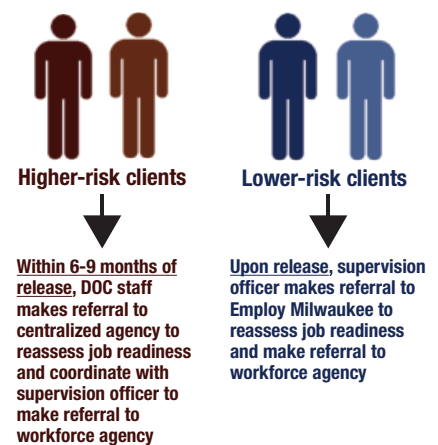 Higher-risk clients
Within 6-9 months of
release, DOC staff
makes referral to
centralized agency to
reassess job readiness
and coordinate with
supervision officer to
make referral to
workforce agency
Lower-risk clients
Upon release, supervision
officer makes referral to
Employ Milwaukee to
reassess job readiness
and make referral to
workforce agency